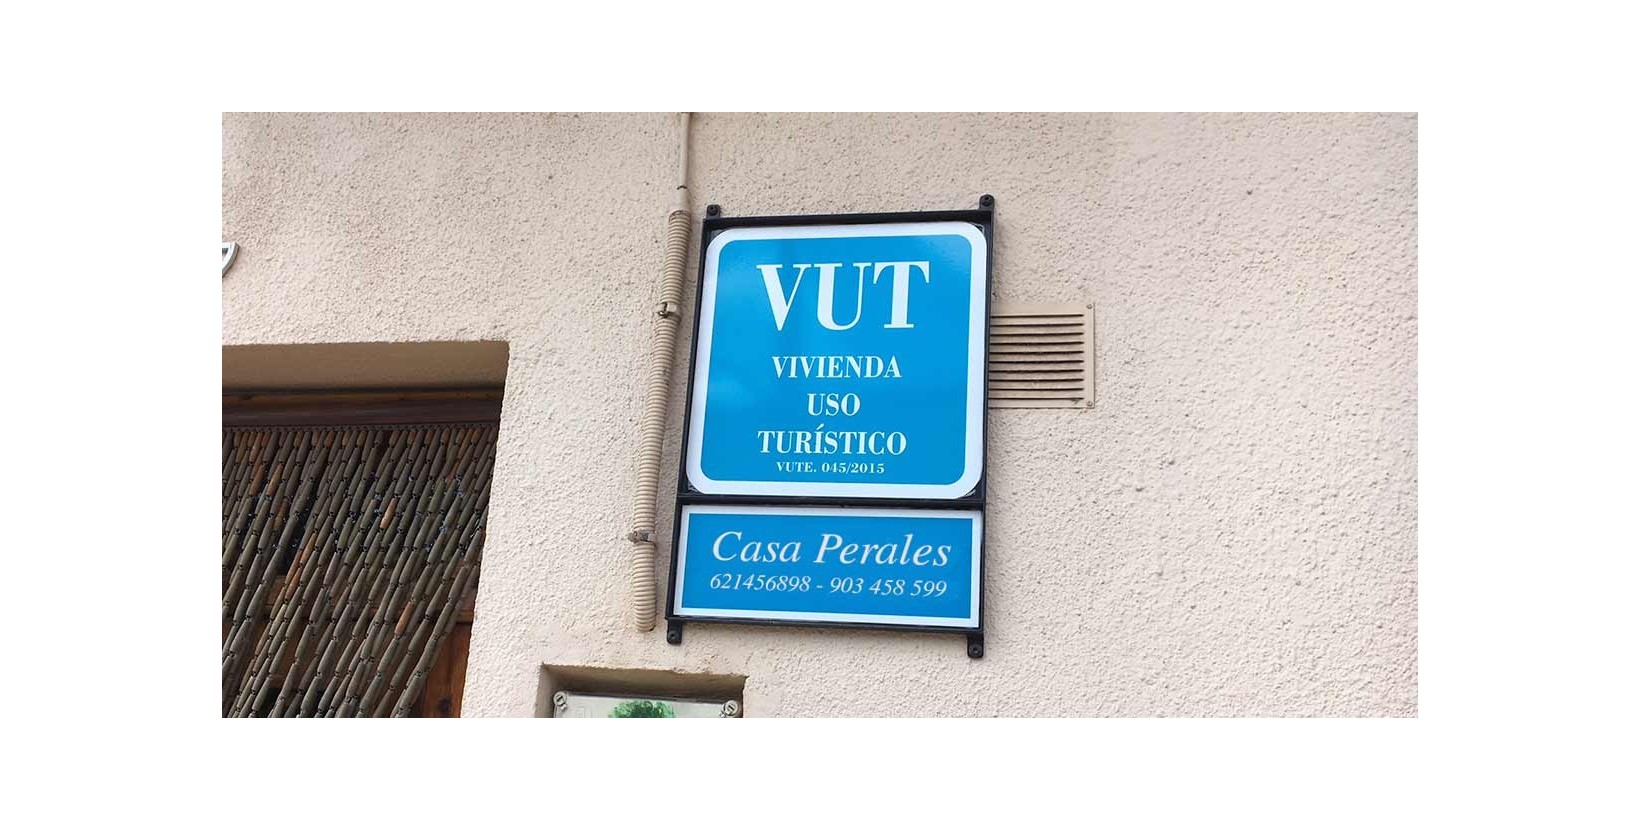 VUT
VIVIENDA
USO
TURÍSTICO
VUTE. 045/2015
Casa Perales
621456898 - 903 458 599